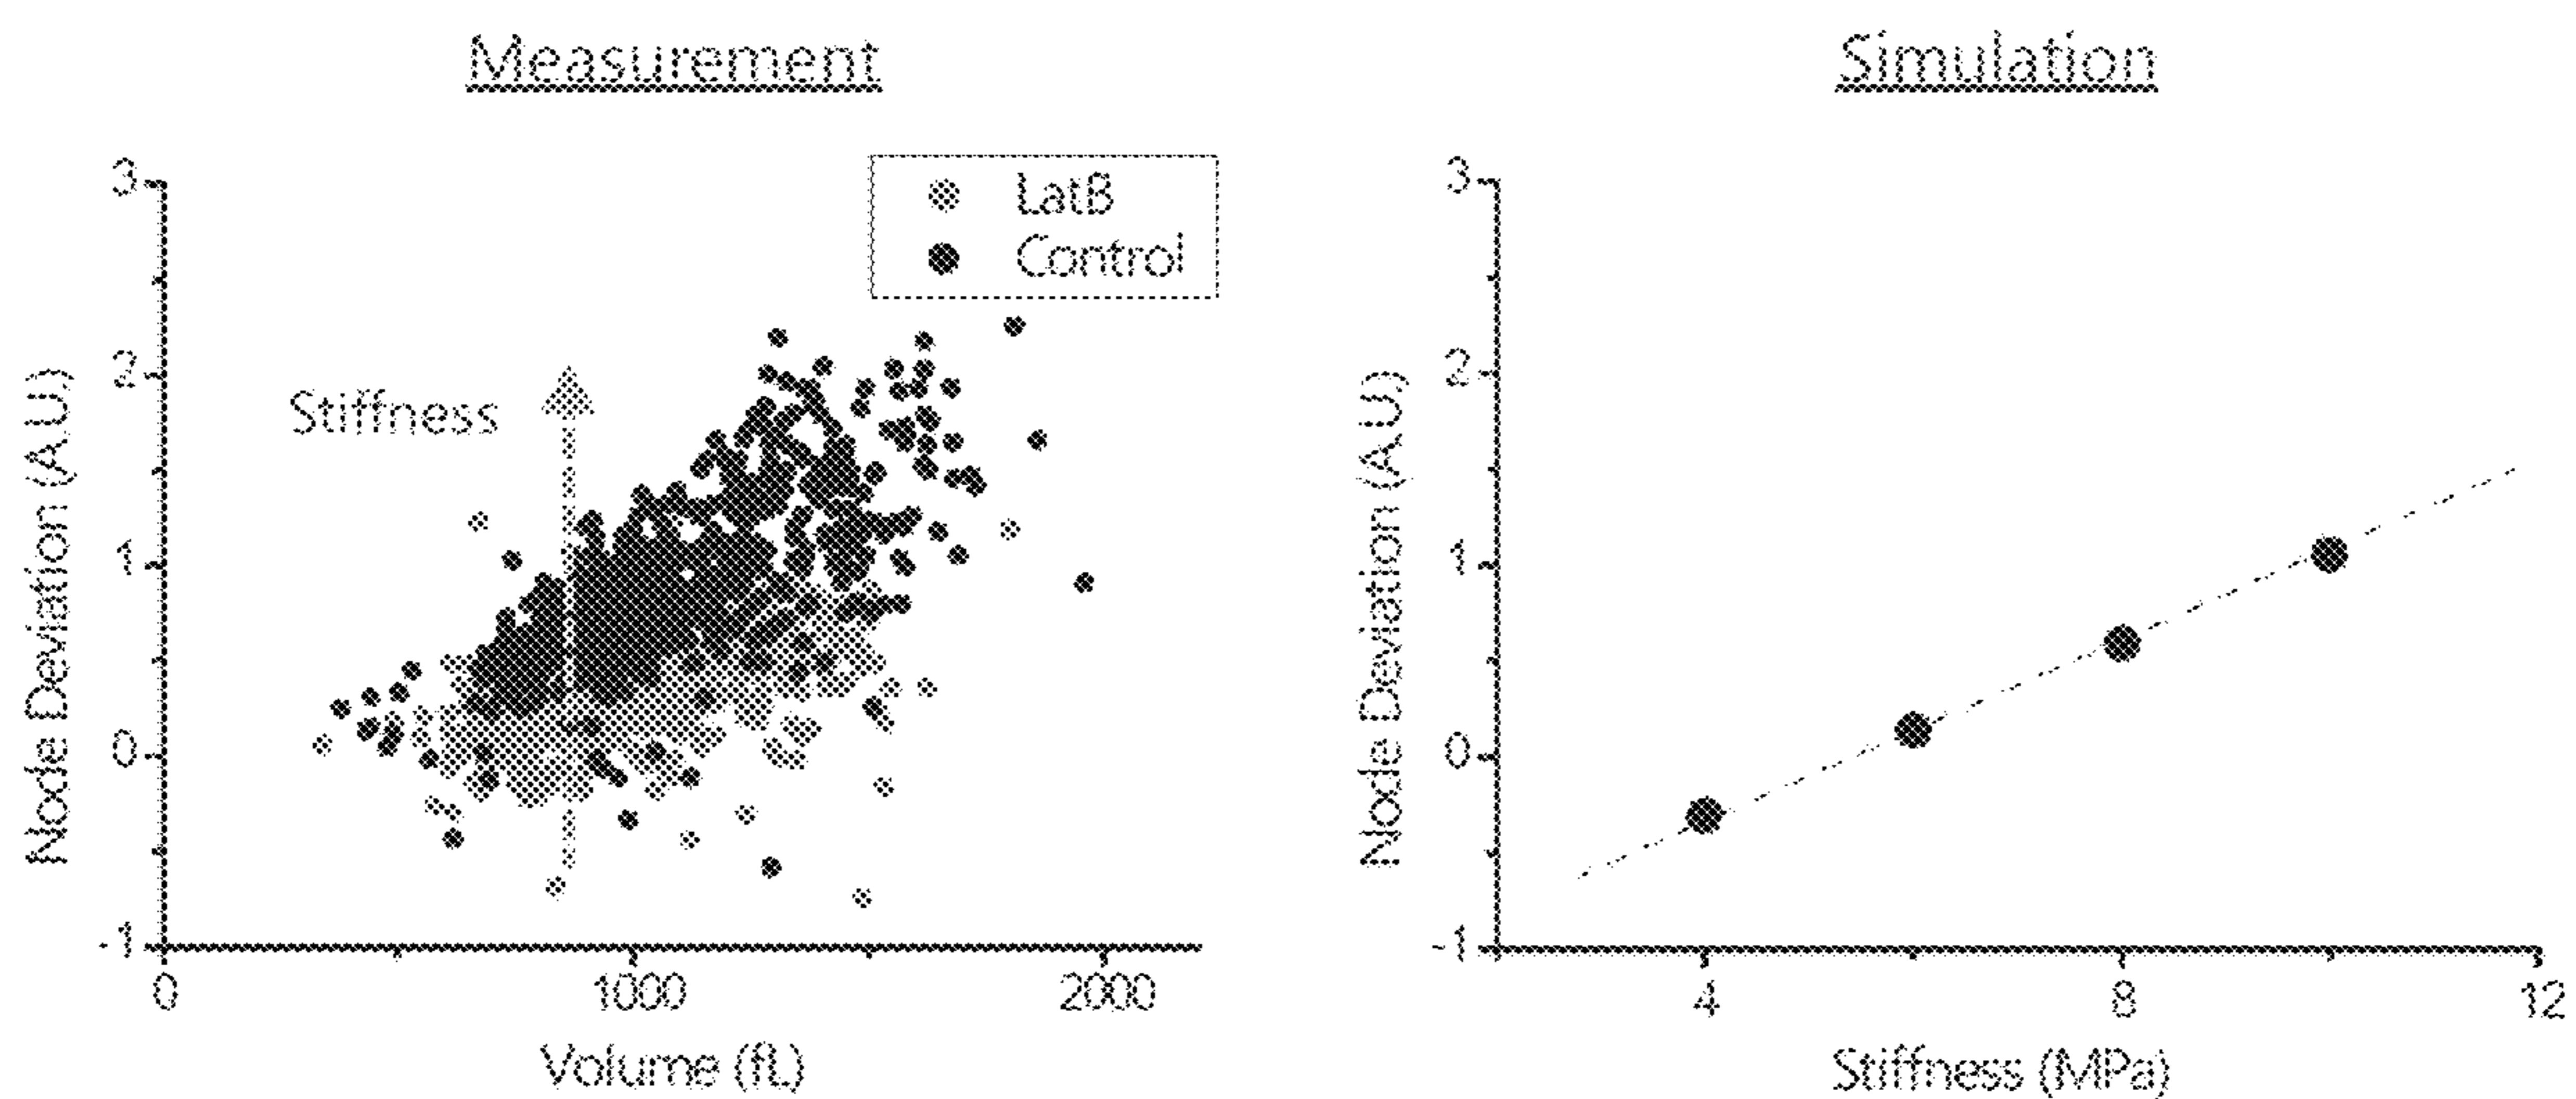 Measurement
LatB
Control
Stiffness
Node Deviation (A.U)
3
2
1
0
-1
0
1000
2000
Volume (fL)
Simulation
Node Deviation (A.U)
3
2
1
0
-1
4
8
12
Stiffness (MPa)